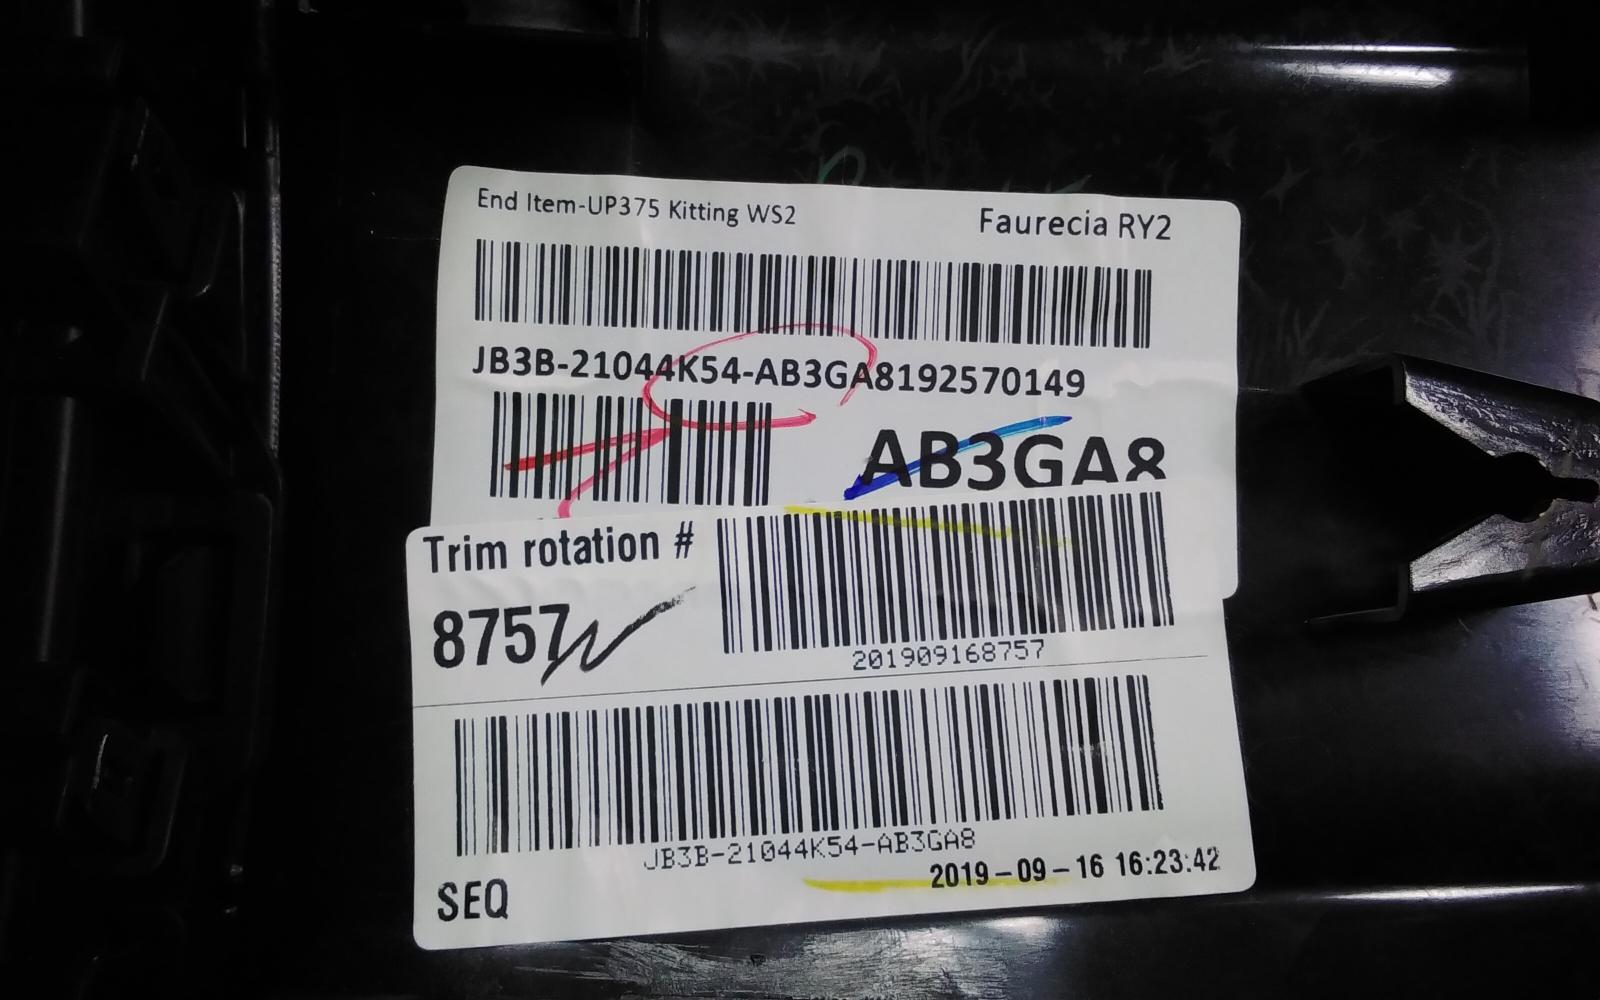 End Item-UP375 Kitting WS2
Faurecia RY2
JB3B-21044K54-AB3GA8192570149
AB3GA8
Trim rotation #
8757
201909168757
JB3B-21044K54-AB3GA8
2019-09-16 16:23:42
SEQ